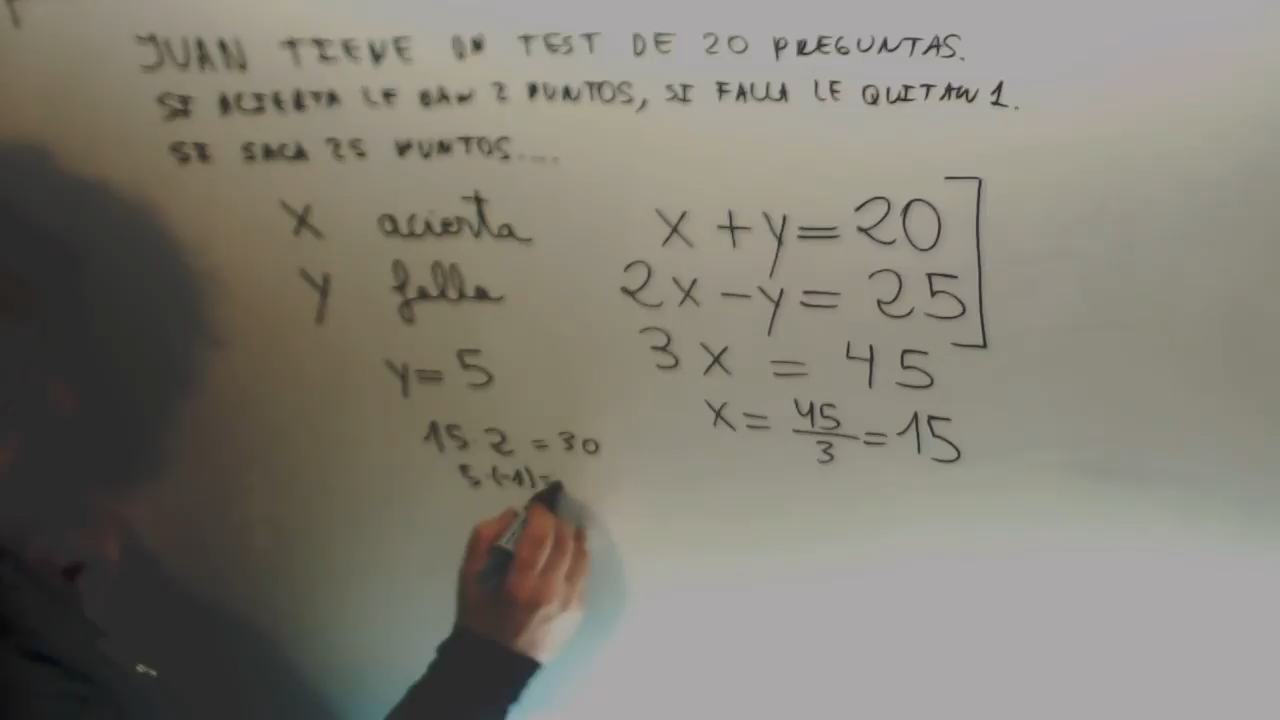 JUAN TIENE UN TEST DE 20 PREGUNTAS.
SI ACIERTA LE DAN 2 PUNTOS, SI FALLA LE QUITAN 1.
SI SACA 25 PUNTOS....
x acierta
y falla
x + y = 20
2x - y = 25
3x = 45
x = 45/3 = 15
y = 5
15 · 2 = 30
5 · (-1) =